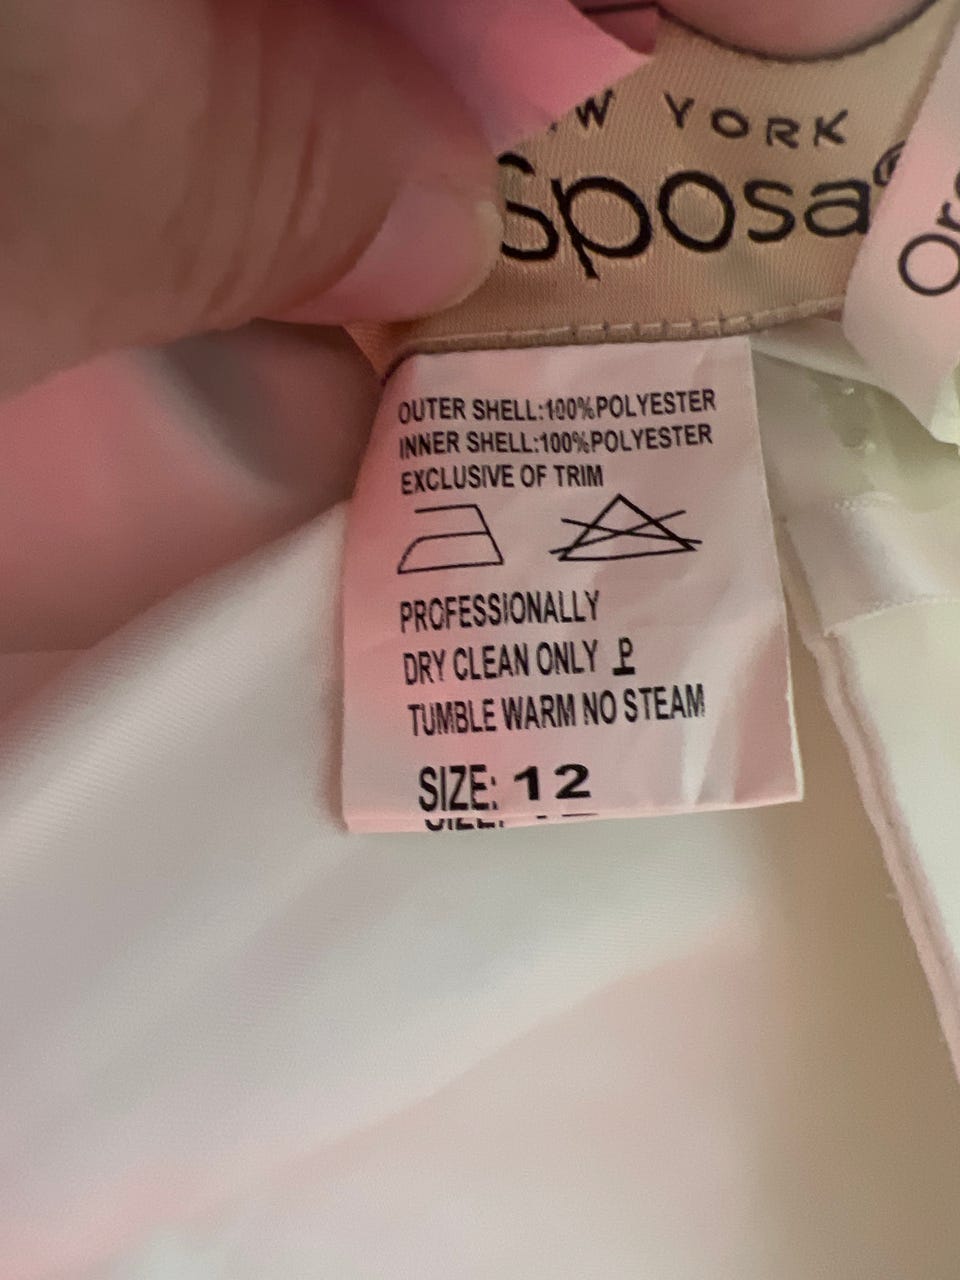 YORK
Sposa®
OUTER SHELL:100%POLYESTER
INNER SHELL:100%POLYESTER
EXCLUSIVE OF TRIM
PROFESSIONALLY
DRY CLEAN ONLY P
TUMBLE WARM NO STEAM
SIZE: 12